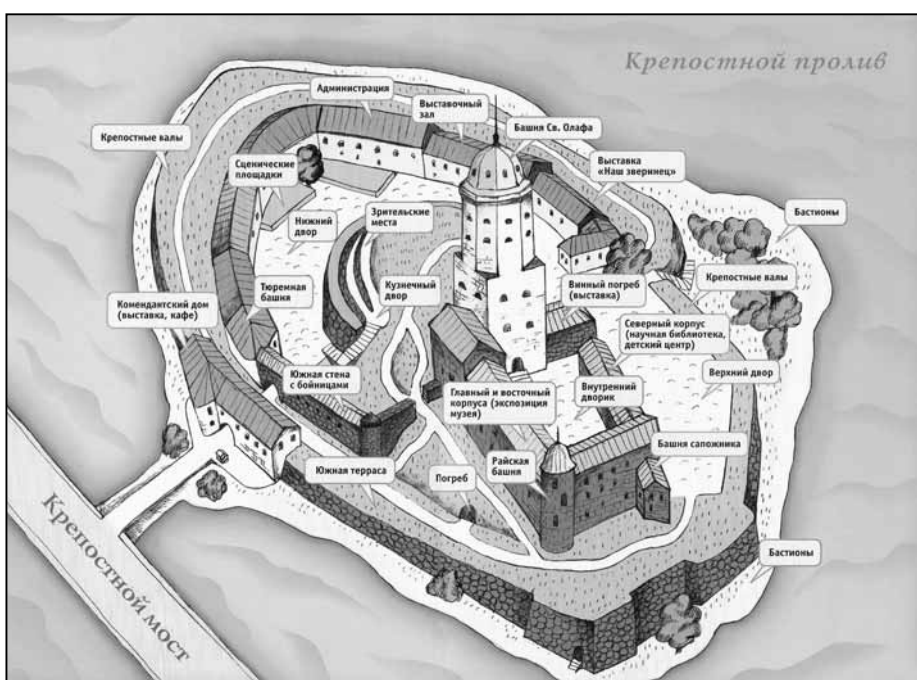 Крепостной пролив
Администрация
Выставочный
зал
Башня Св. Олафа
Крепостные валы
Сценические
площадки
Выставка
«Наш зверинец»
Бастионы
Нижний
двор
Зрительские
места
Крепостные валы
Тюремная
башня
Кузнечный
двор
Винный погреб
(выставка)
Комендантский дом
(выставка, кафе)
Северный корпус
(научная библиотека,
детский центр)
Верхний двор
Южная стена
с бойницами
Главный и восточный
корпуса (экспозиция
музея)
Внутренний
дворик
Башня сапожника
Южная терраса
Погреб
Райская
башня
Бастионы
Крепостной мост